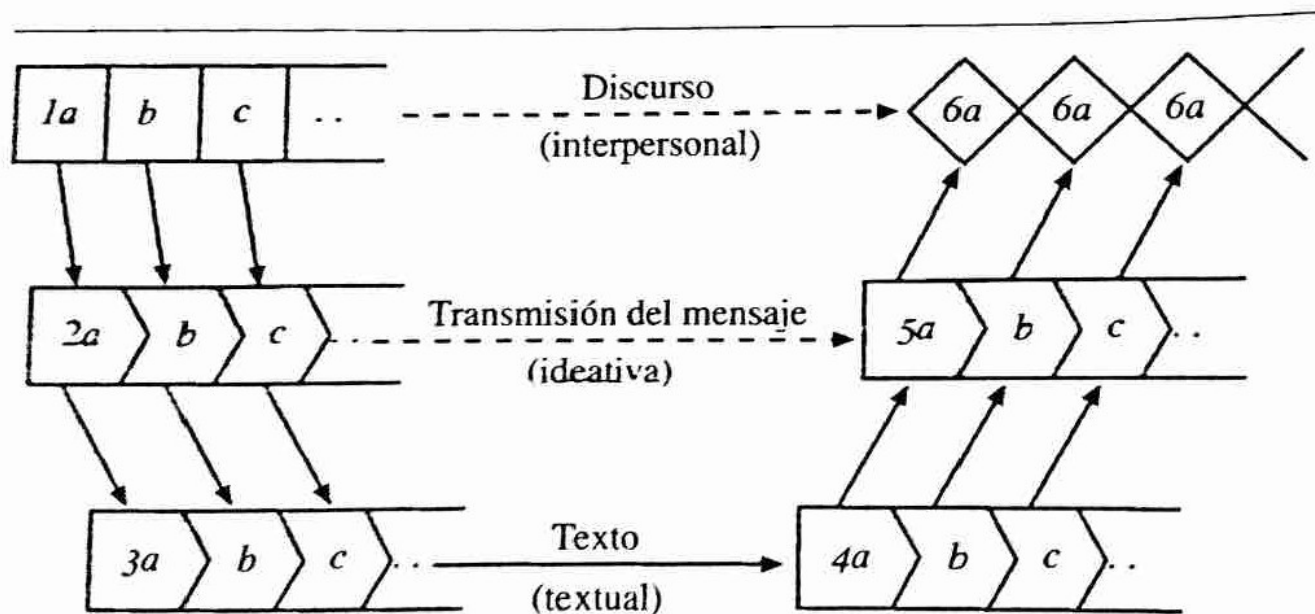 1a b c . . Discurso 6a 6a 6a
(interpersonal)
2a b c . . Transmisión del mensaje 5a b c . .
(ideativa)
3a b c . . Texto 4a b c . .
(textual)